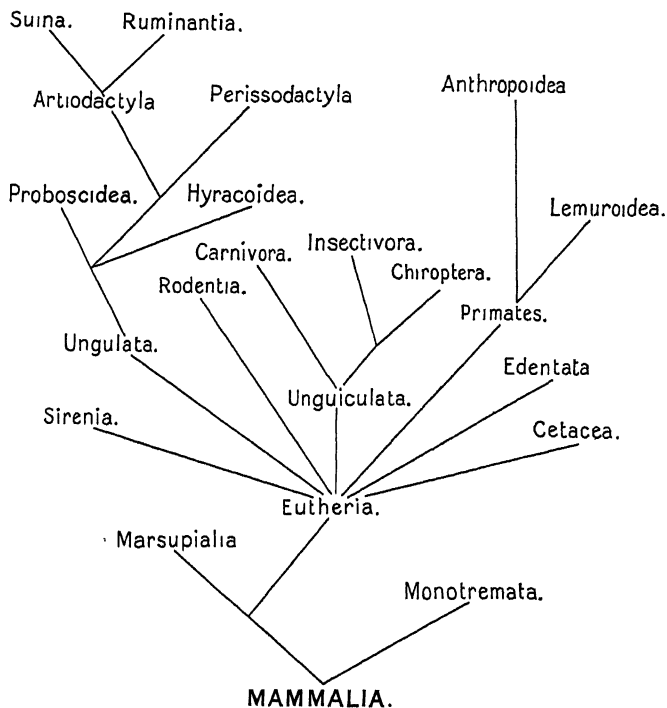 Suina. Ruminantia.
Artiodactyla Perissodactyla Anthropoidea
Proboscidea. Hyracoidea. Lemuroidea.
Carnivora. Insectivora.
Rodentia. Chiroptera.
Ungulata. Primates.
Unguiculata. Edentata
Sirenia. Cetacea.
Eutheria.
Marsupialia
Monotremata.
MAMMALIA.